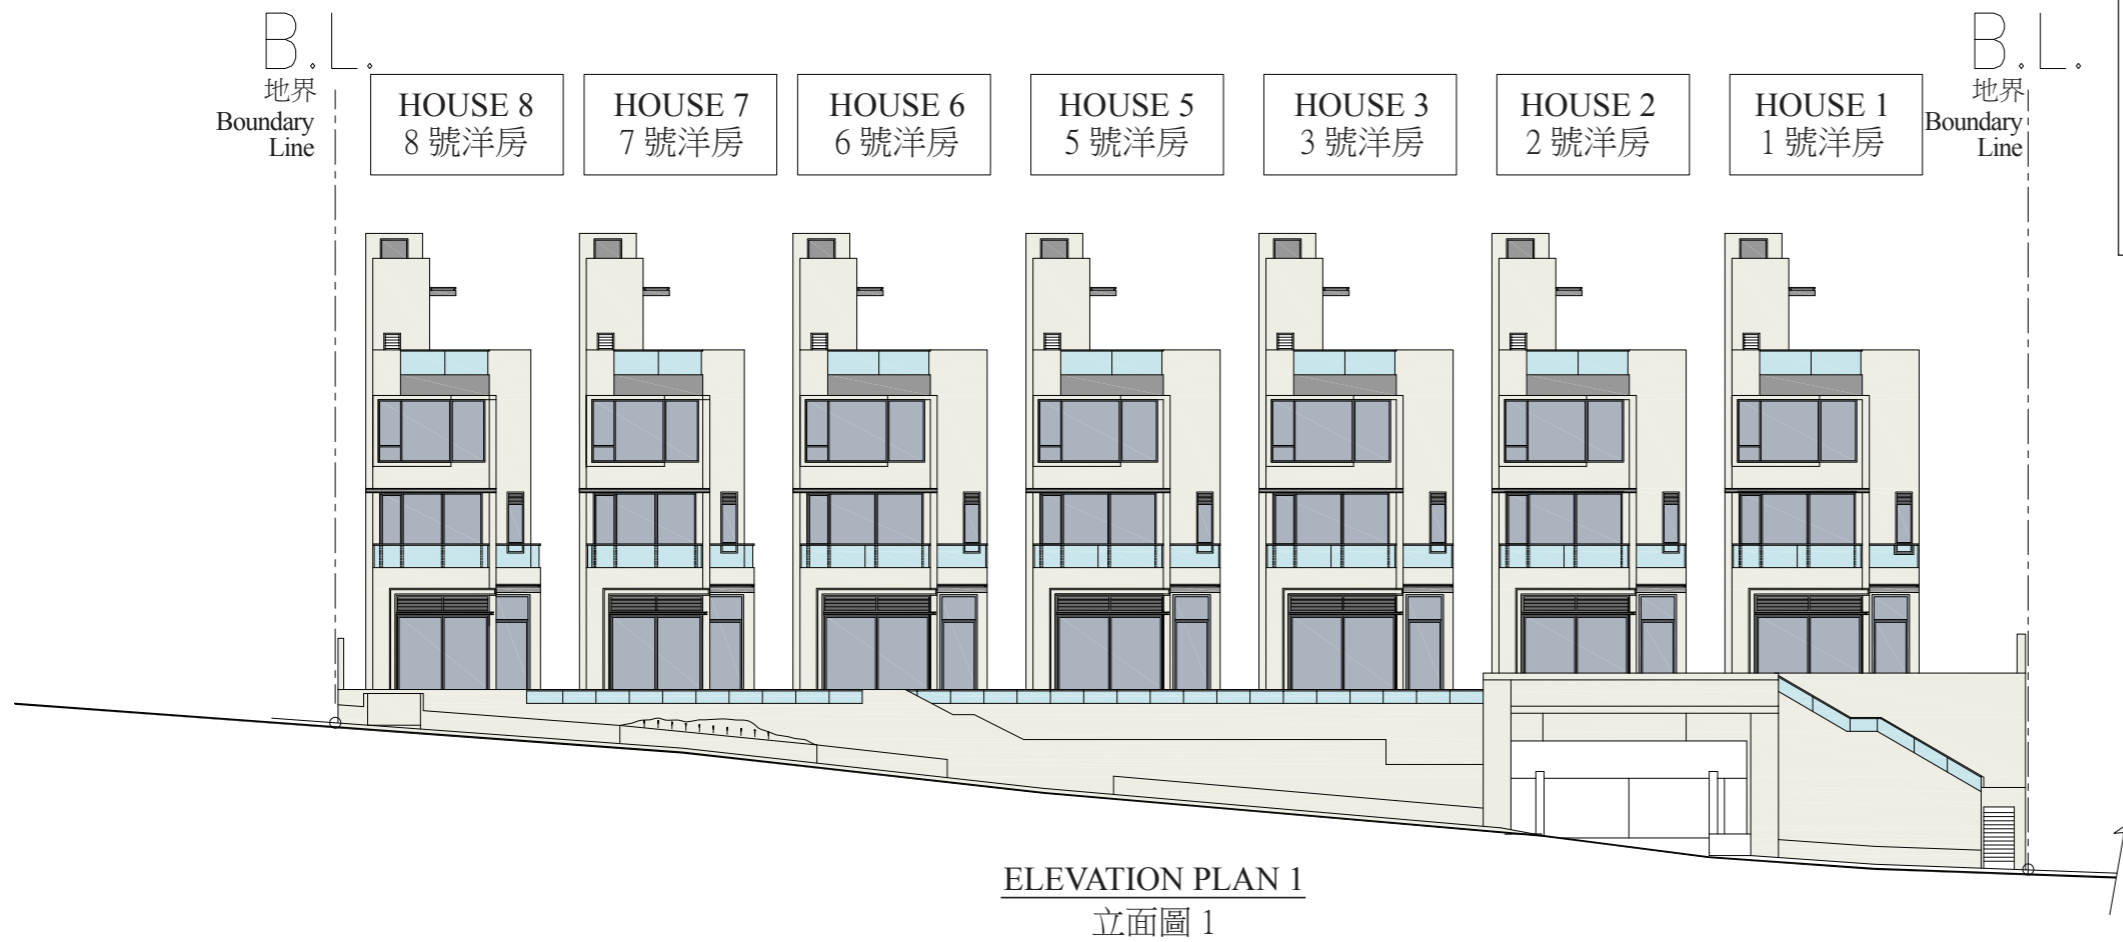 B.L.
地界
Boundary
Line
HOUSE 8
8 號洋房
HOUSE 7
7 號洋房
HOUSE 6
6 號洋房
HOUSE 5
5 號洋房
HOUSE 3
3 號洋房
HOUSE 2
2 號洋房
HOUSE 1
1 號洋房
B.L.
地界
Boundary
Line
ELEVATION PLAN 1
立面圖 1